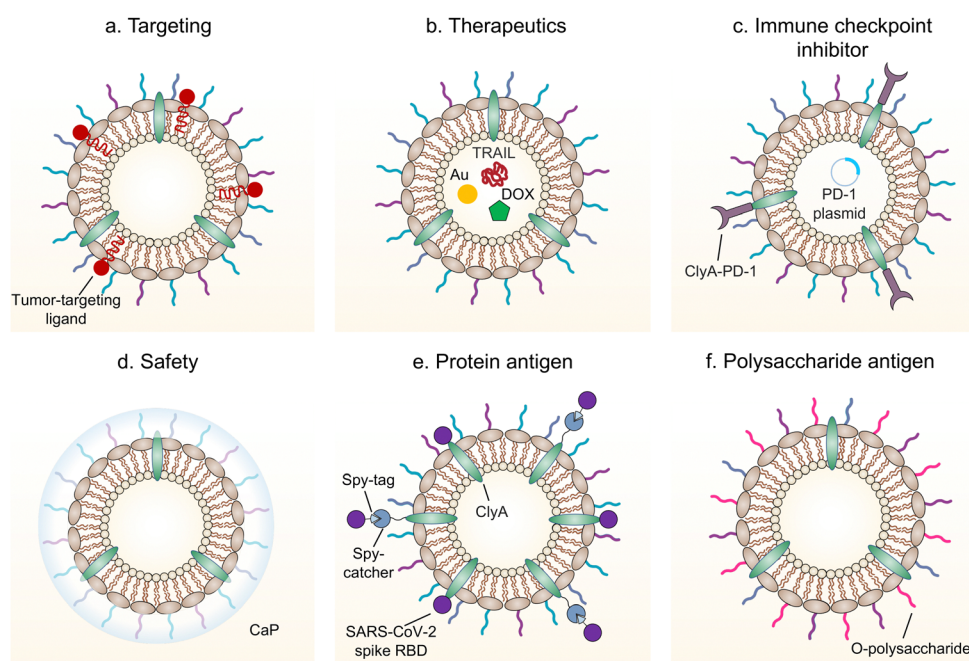 a. Targeting
Tumor-targeting
ligand
b. Therapeutics
TRAIL
Au
DOX
c. Immune checkpoint
inhibitor
PD-1
plasmid
ClyA-PD-1
d. Safety
CaP
e. Protein antigen
Spy-tag
ClyA
Spy-
catcher
SARS-CoV-2
spike RBD
f. Polysaccharide antigen
O-polysaccharide